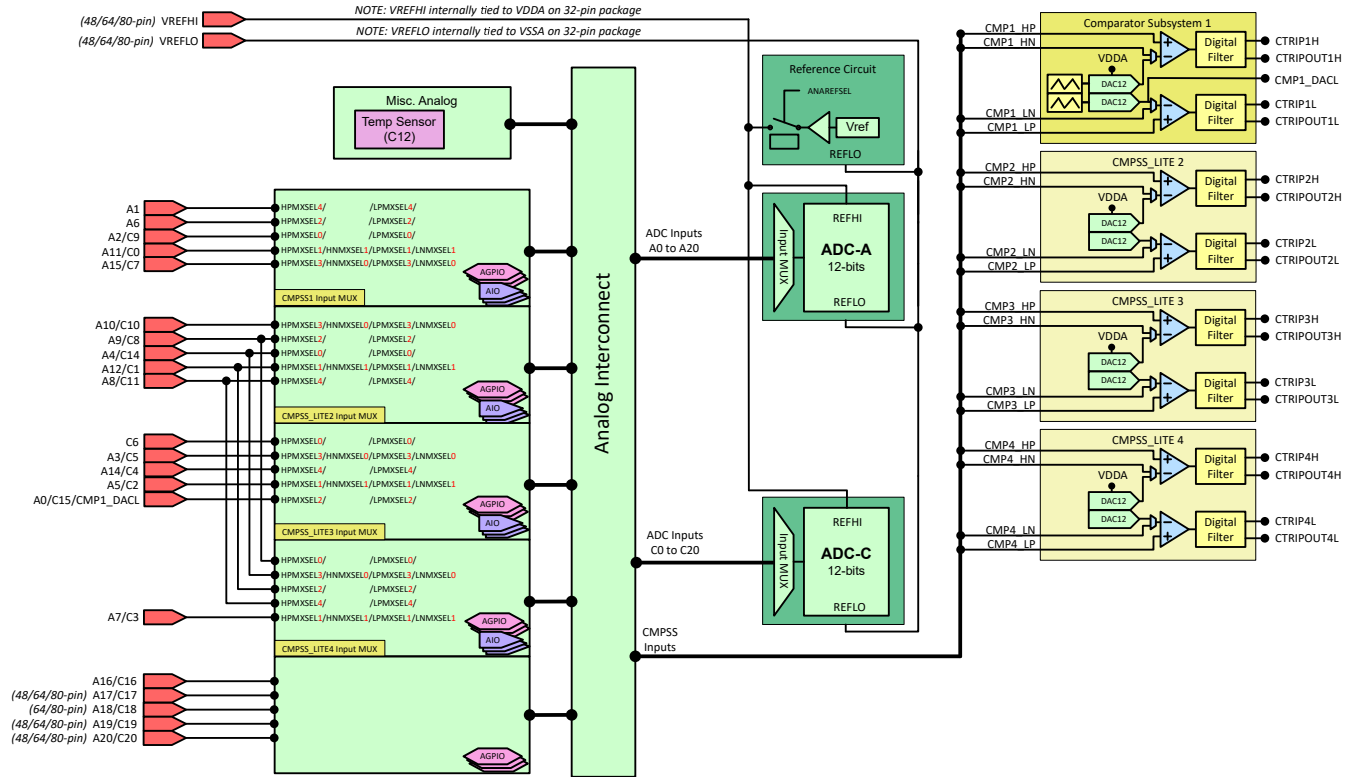 NOTE: VREFHI internally tied to VDDA on 32-pin package
(48/64/80-pin) VREFHI
NOTE: VREFLO internally tied to VSSA on 32-pin package
(48/64/80-pin) VREFLO
Misc. Analog
Temp Sensor
(C12)
A1
HPMXSEL4/ /LPMXSEL4/
A6
HPMXSEL2/ /LPMXSEL2/
A2/C9
HPMXSEL0/ /LPMXSEL0/
A11/C0
HPMXSEL1/HNMXSEL1/LPMXSEL1/LNMXSEL1
A15/C7
HPMXSEL3/HNMXSEL0/LPMXSEL3/LNMXSEL0
AGPIO
AIO
CMPSS1 Input MUX
A10/C10
HPMXSEL3/HNMXSEL0/LPMXSEL3/LNMXSEL0
A9/C8
HPMXSEL2/ /LPMXSEL2/
A4/C14
HPMXSEL0/ /LPMXSEL0/
A12/C1
HPMXSEL1/HNMXSEL1/LPMXSEL1/LNMXSEL1
A8/C11
HPMXSEL4/ /LPMXSEL4/
AGPIO
AIO
CMPSS_LITE2 Input MUX
C6
HPMXSEL0/ /LPMXSEL0/
A3/C5
HPMXSEL3/HNMXSEL0/LPMXSEL3/LNMXSEL0
A14/C4
HPMXSEL4/ /LPMXSEL4/
A5/C2
HPMXSEL1/HNMXSEL1/LPMXSEL1/LNMXSEL1
A0/C15/CMP1_DACL
HPMXSEL2/ /LPMXSEL2/
AGPIO
AIO
CMPSS_LITE3 Input MUX
HPMXSEL0/ /LPMXSEL0/
HPMXSEL3/HNMXSEL0/LPMXSEL3/LNMXSEL0
HPMXSEL2/ /LPMXSEL2/
HPMXSEL4/ /LPMXSEL4/
A7/C3
HPMXSEL1/HNMXSEL1/LPMXSEL1/LNMXSEL1
AGPIO
AIO
CMPSS_LITE4 Input MUX
A16/C16
(48/64/80-pin) A17/C17
(64/80-pin) A18/C18
(48/64/80-pin) A19/C19
(48/64/80-pin) A20/C20
AGPIO
Analog Interconnect
Reference Circuit
ANAREFSEL
Vref
REFLO
ADC Inputs
A0 to A20
Input MUX
REFHI
ADC-A
12-bits
REFLO
ADC Inputs
C0 to C20
Input MUX
REFHI
ADC-C
12-bits
REFLO
CMPSS
Inputs
Comparator Subsystem 1
CMP1_HP
CMP1_HN
VDDA
DAC12
DAC12
CMP1_LN
CMP1_LP
Digital
Filter
Digital
Filter
CTRIP1H
CTRIPOUT1H
CMP1_DACL
CTRIP1L
CTRIPOUT1L
CMPSS_LITE 2
CMP2_HP
CMP2_HN
VDDA
DAC12
DAC12
CMP2_LN
CMP2_LP
Digital
Filter
Digital
Filter
CTRIP2H
CTRIPOUT2H
CTRIP2L
CTRIPOUT2L
CMPSS_LITE 3
CMP3_HP
CMP3_HN
VDDA
DAC12
DAC12
CMP3_LN
CMP3_LP
Digital
Filter
Digital
Filter
CTRIP3H
CTRIPOUT3H
CTRIP3L
CTRIPOUT3L
CMPSS_LITE 4
CMP4_HP
CMP4_HN
VDDA
DAC12
DAC12
CMP4_LN
CMP4_LP
Digital
Filter
Digital
Filter
CTRIP4H
CTRIPOUT4H
CTRIP4L
CTRIPOUT4L